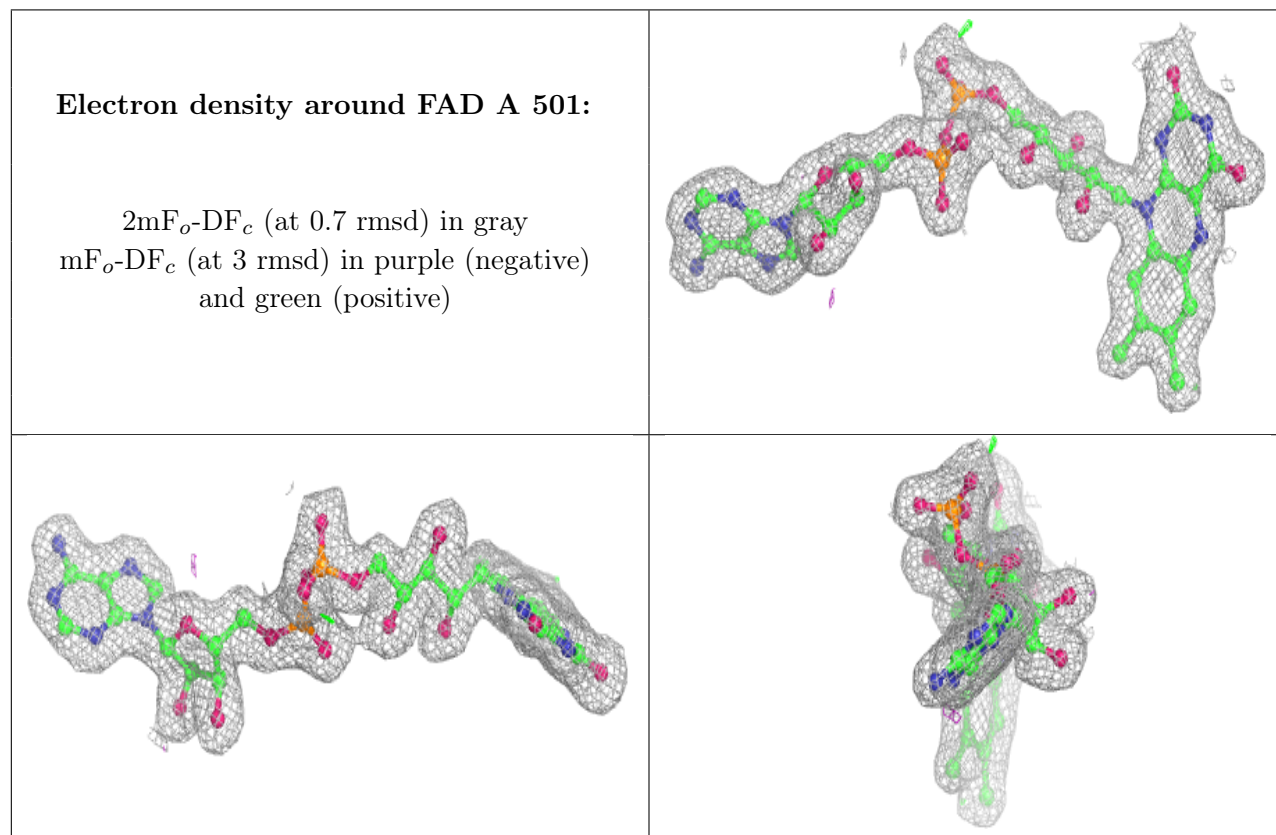 Electron density around FAD A 501:
2mFo-DFc (at 0.7 rmsd) in gray
mFo-DFc (at 3 rmsd) in purple (negative)
and green (positive)